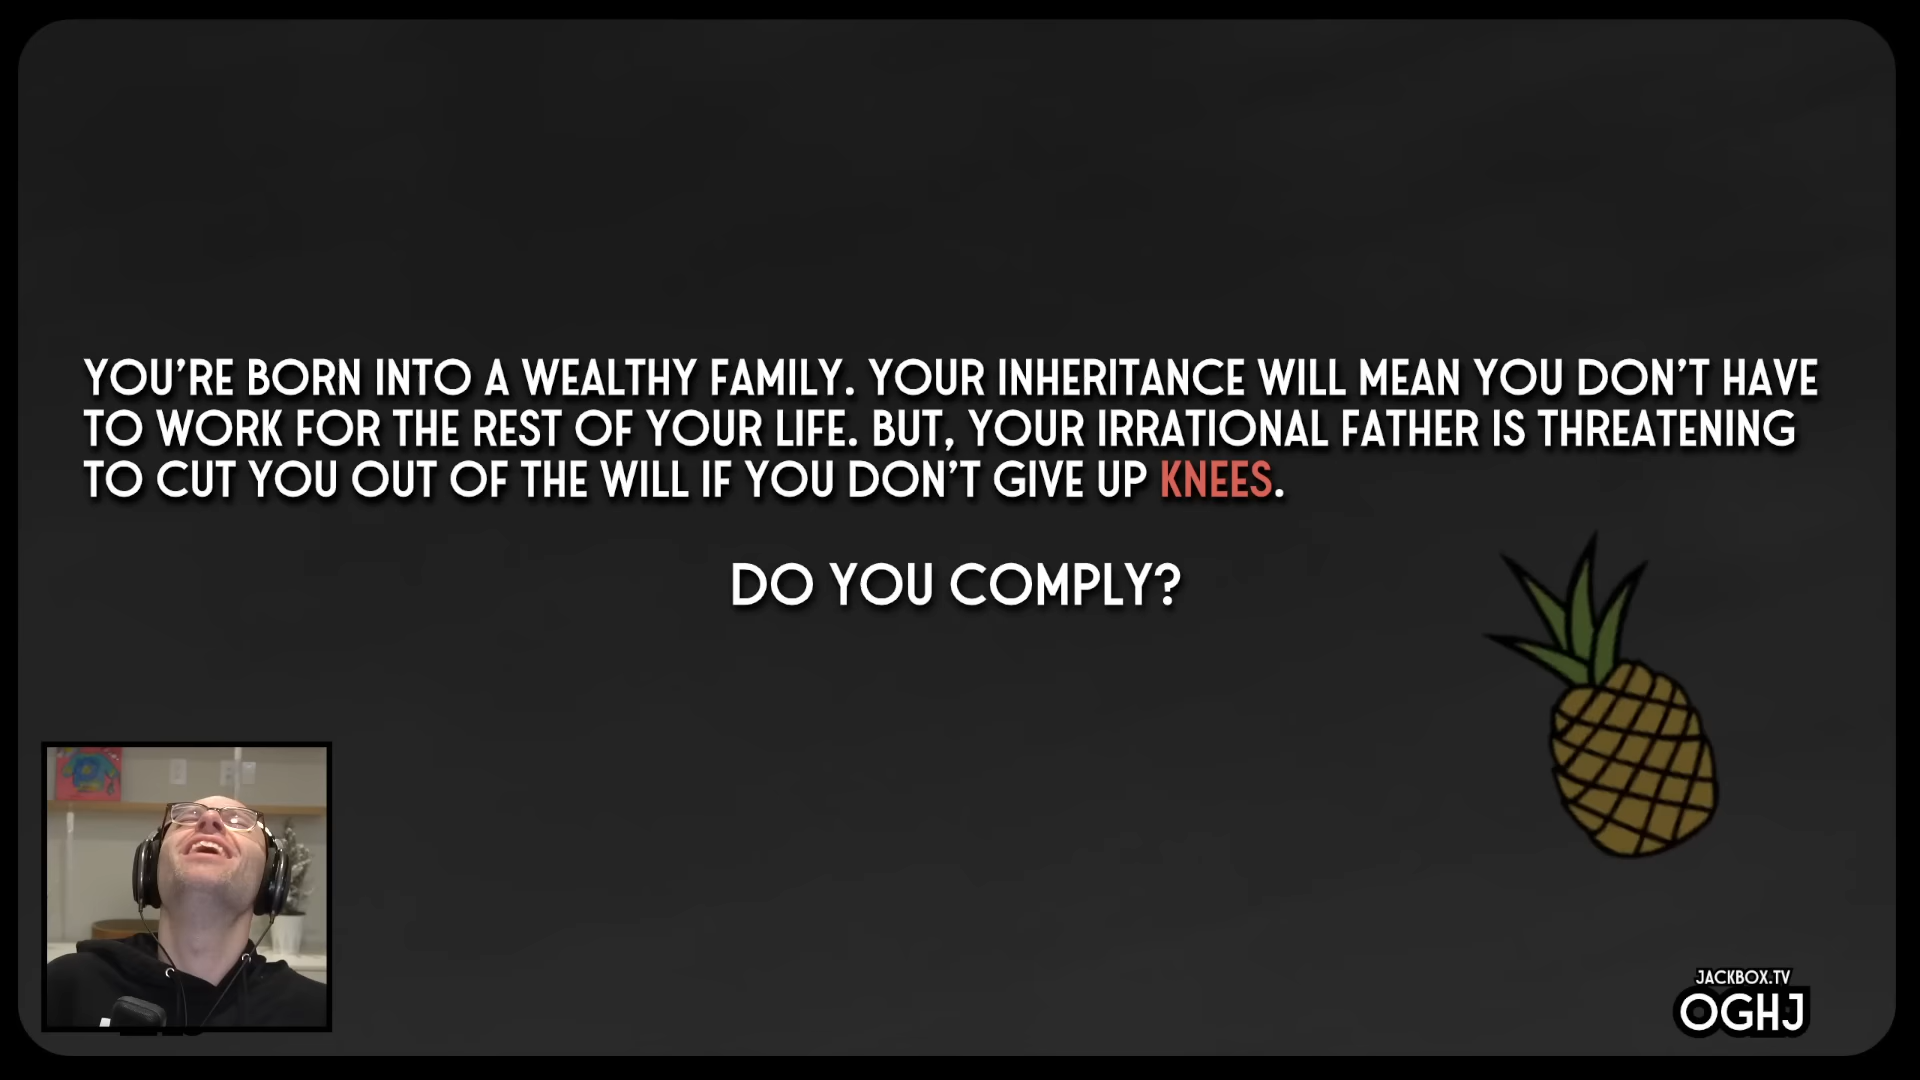 YOU'RE BORN INTO A WEALTHY FAMILY. YOUR INHERITANCE WILL MEAN YOU DON'T HAVE
TO WORK FOR THE REST OF YOUR LIFE. BUT, YOUR IRRATIONAL FATHER IS THREATENING
TO CUT YOU OUT OF THE WILL IF YOU DON'T GIVE UP KNEES.
DO YOU COMPLY?
JACKBOX.TV
OGHJ